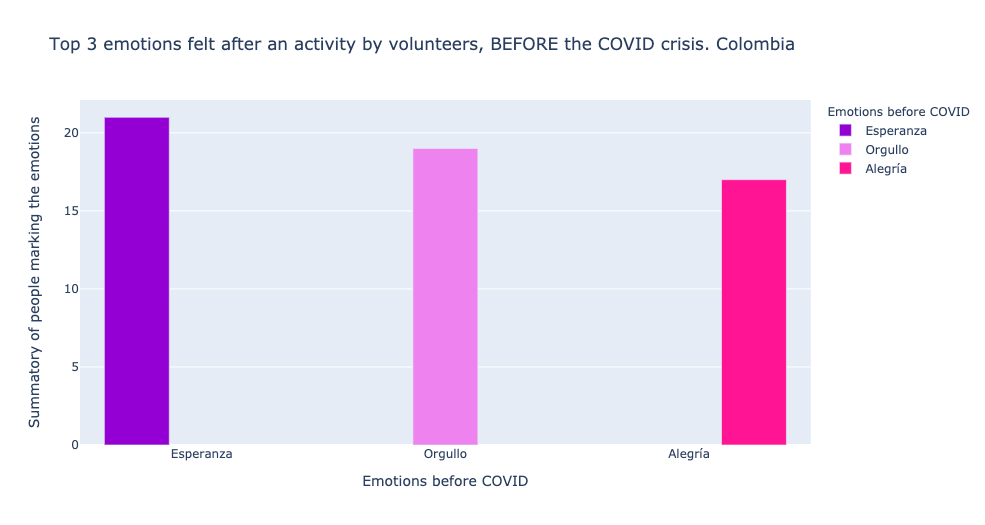 Top 3 emotions felt after an activity by volunteers, BEFORE the COVID crisis. Colombia
Summatory of people marking the emotions
20
15
10
5
0
Esperanza
Orgullo
Alegría
Emotions before COVID
Emotions before COVID
Esperanza
Orgullo
Alegría